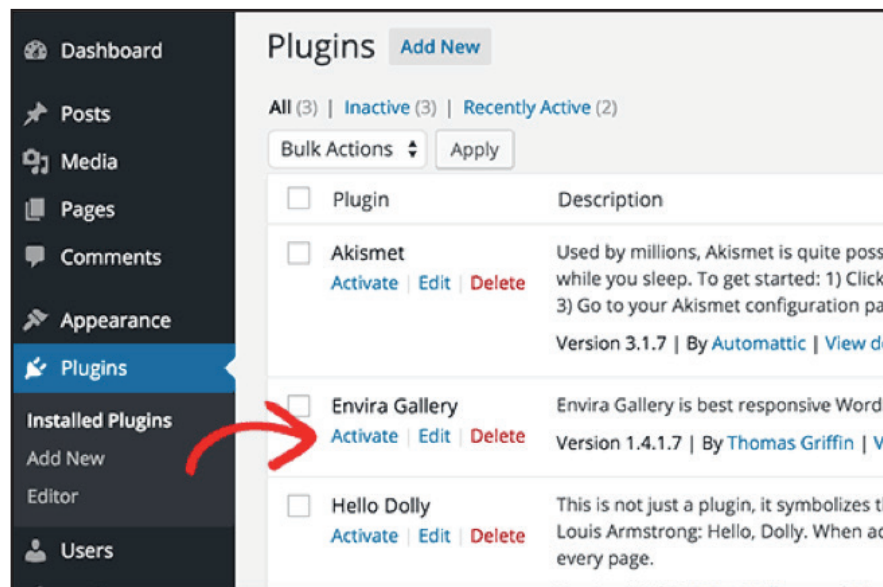 Dashboard
Posts
Media
Pages
Comments
Appearance
Plugins
Installed Plugins
Add New
Editor
Users
Plugins Add New
All (3) | Inactive (3) | Recently Active (2)
Bulk Actions Apply
Plugin Description
Akismet
Activate | Edit | Delete
Used by millions, Akismet is quite
while you sleep. To get started: 1) Click
3) Go to your Akismet configuration
Version 3.1.7 | By Automattic | View
Envira Gallery
Activate | Edit | Delete
Envira Gallery is best responsive Word
Version 1.4.1.7 | By Thomas Griffin |
Hello Dolly
Activate | Edit | Delete
This is not just a plugin, it symbolizes
Louis Armstrong: Hello, Dolly. When
every page.